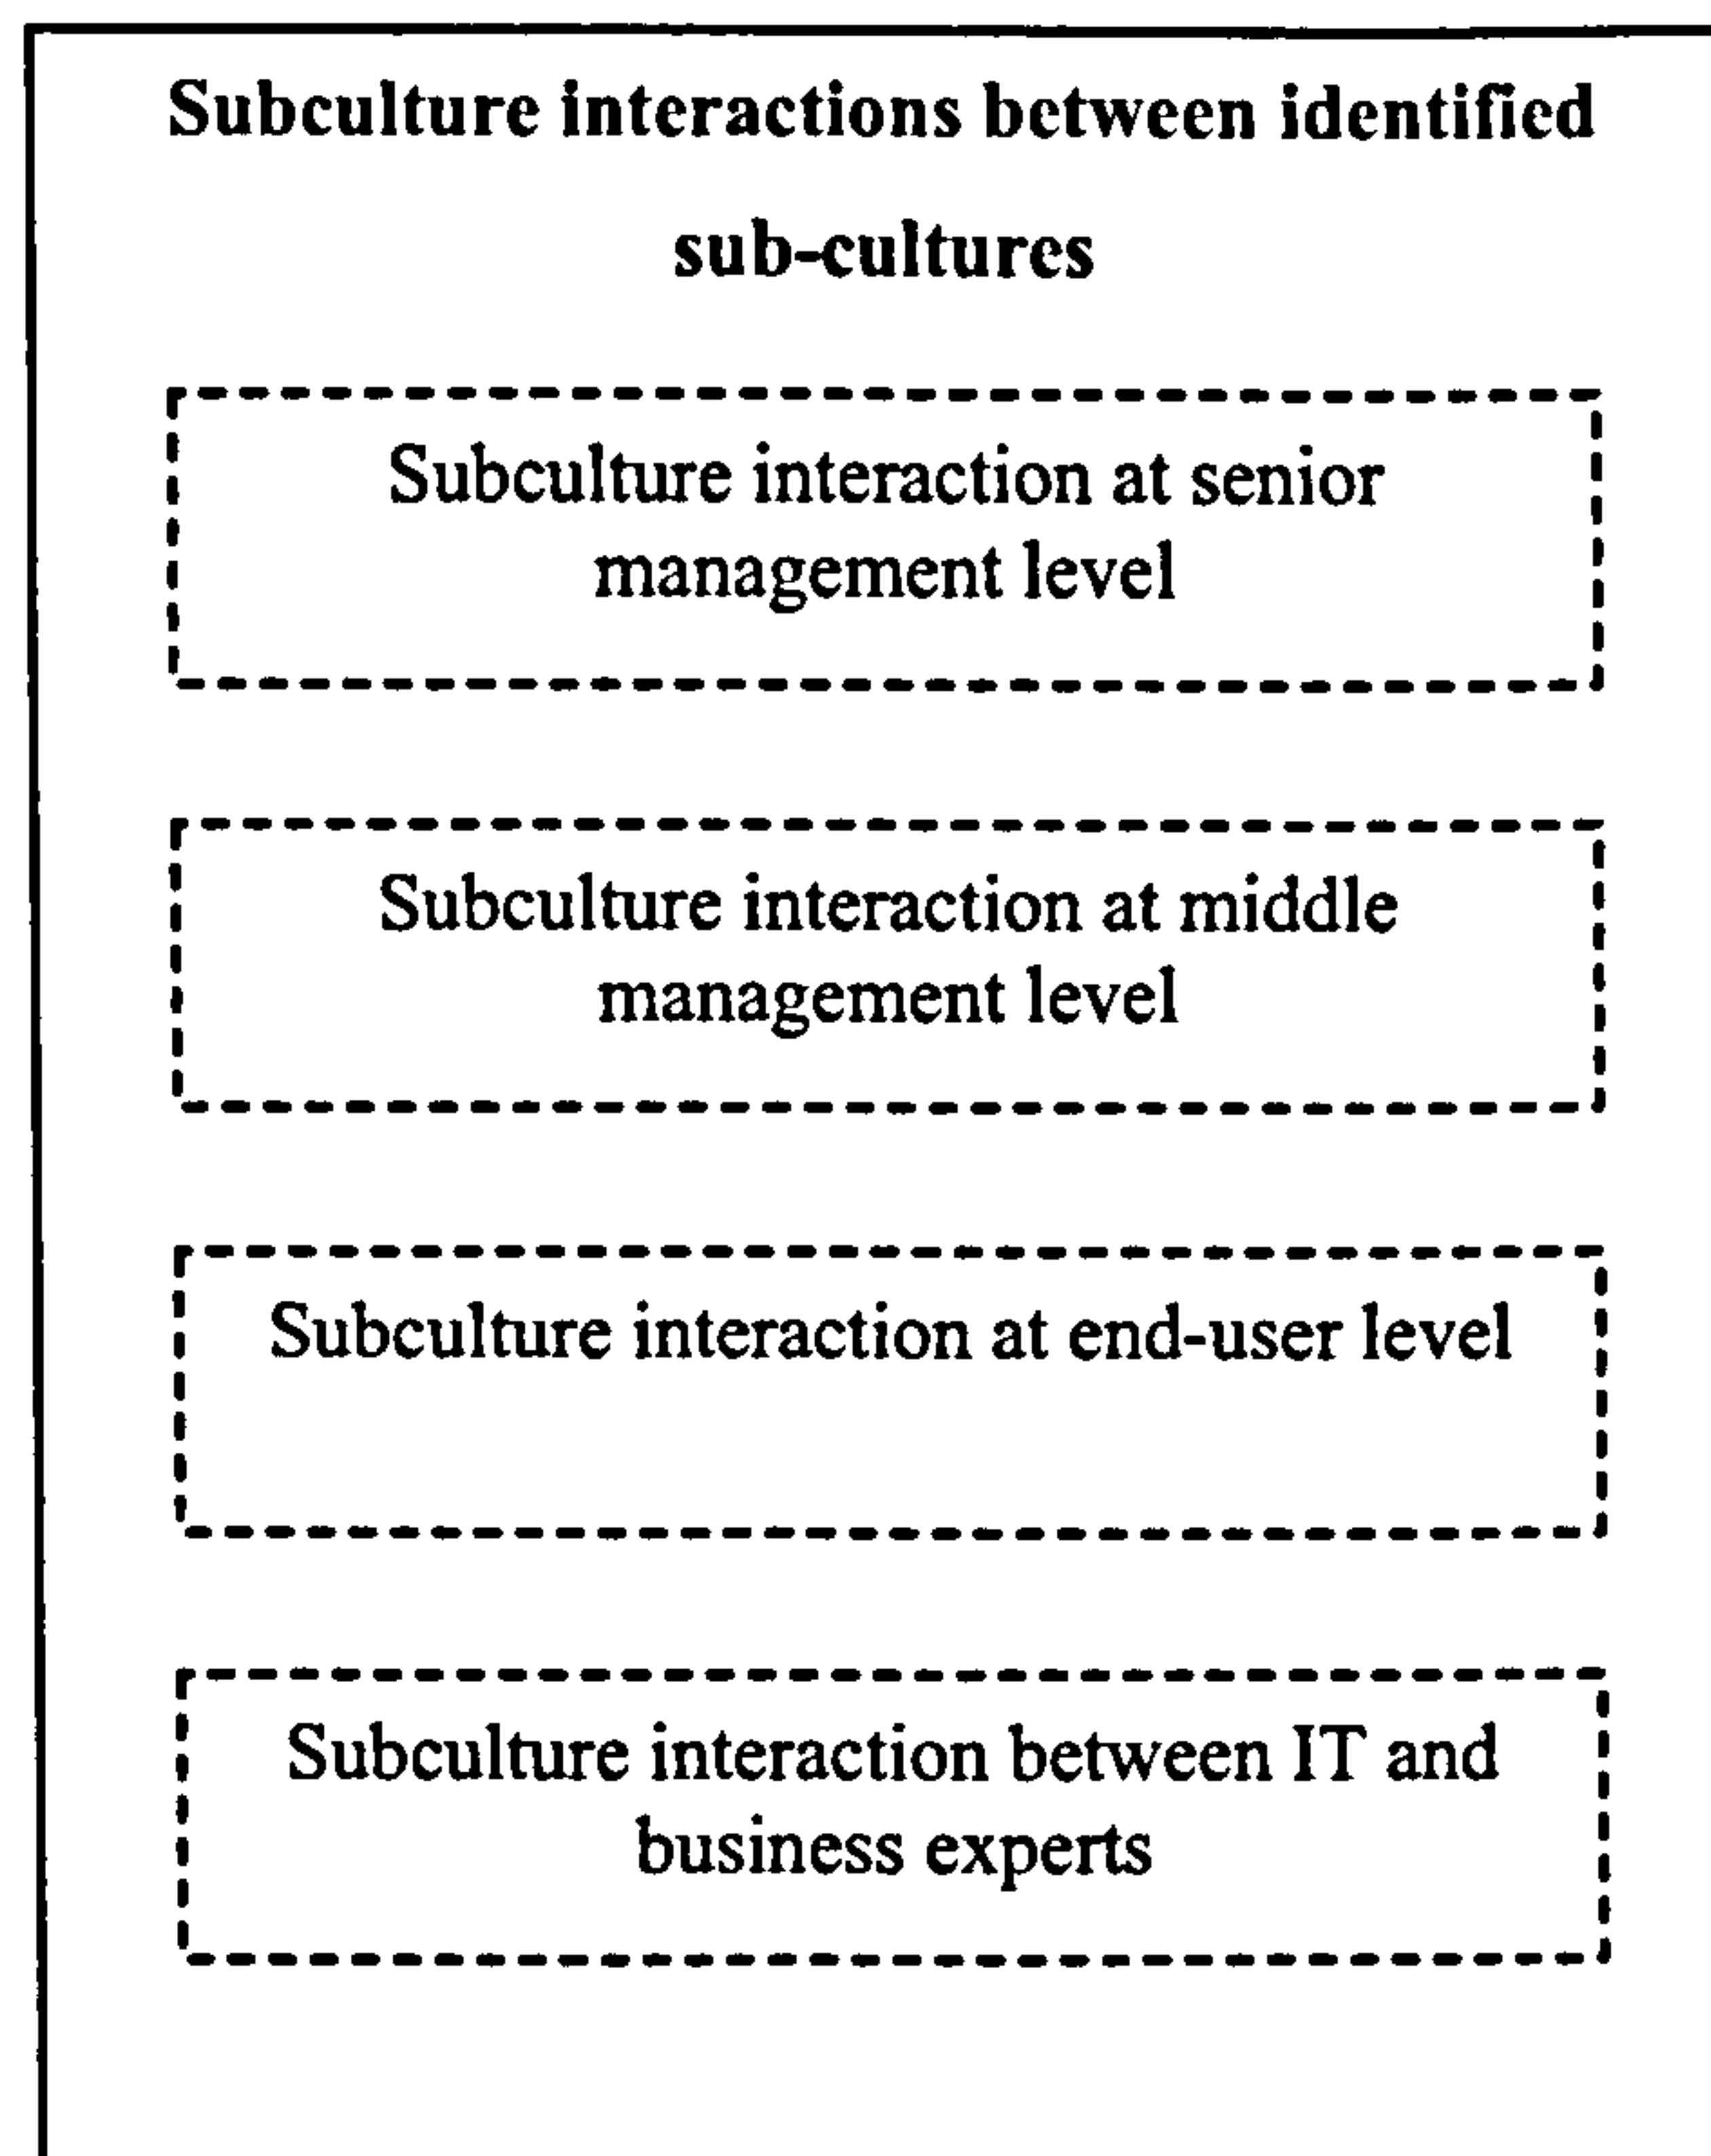 Subculture interactions between identified
sub-cultures
Subculture interaction at senior
management level
Subculture interaction at middle
management level
Subculture interaction at end-user level
Subculture interaction between IT and
business experts